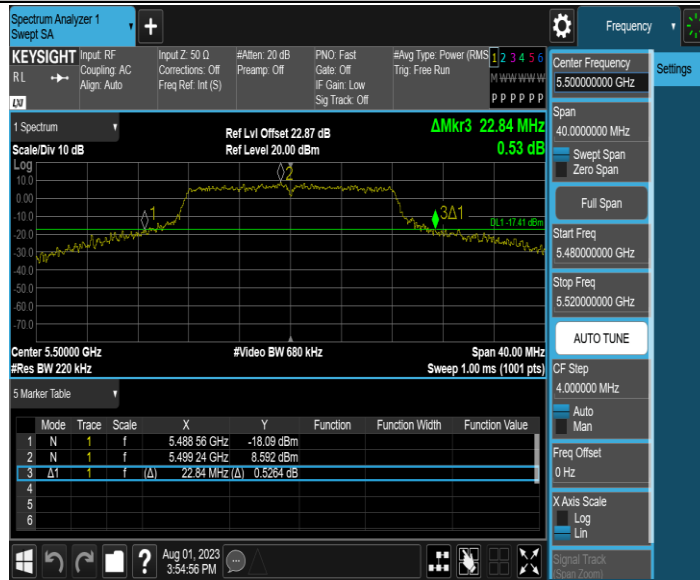 Spectrum Analyzer 1
Swept SA
+
Frequency
KEYSIGHT
RL
LXI
Input: RF
Coupling: AC
Align: Auto
Input Z: 50 Ω
Corrections: Off
Freq Ref: Int (S)
#Atten: 20 dB
Preamp: Off
PNO: Fast
Gate: Off
IF Gain: Low
Sig Track: Off
#Avg Type: Power (RMS
Trig: Free Run
1 2 3 4 5 6
M W W W W W
P P P P P P
1 Spectrum
Scale/Div 10 dB
Ref Lvl Offset 22.87 dB
Ref Level 20.00 dBm
ΔMkr3 22.84 MHz
0.53 dB
Log
10.0
0.00
-10.0
-20.0
-30.0
-40.0
-50.0
-60.0
-70.0
1
2
3Δ1
DL1 -17.41 dBm
Center 5.50000 GHz
#Res BW 220 kHz
#Video BW 680 kHz
Span 40.00 MHz
Sweep 1.00 ms (1001 pts)
5 Marker Table
Mode Trace Scale X Y Function Function Width Function Value
1 N 1 f 5.488 56 GHz -18.09 dBm
2 N 1 f 5.499 24 GHz 8.592 dBm
3 Δ1 1 f (Δ) 22.84 MHz (Δ) 0.5264 dB
4
5
6
?
Aug 01, 2023
3:54:56 PM
Center Frequency
5.500000000 GHz
Span
40.0000000 MHz
Swept Span
Zero Span
Full Span
Start Freq
5.480000000 GHz
Stop Freq
5.520000000 GHz
AUTO TUNE
CF Step
4.000000 MHz
Auto
Man
Freq Offset
0 Hz
X Axis Scale
Log
Lin
Signal Track
(Span Zoom)
Settings